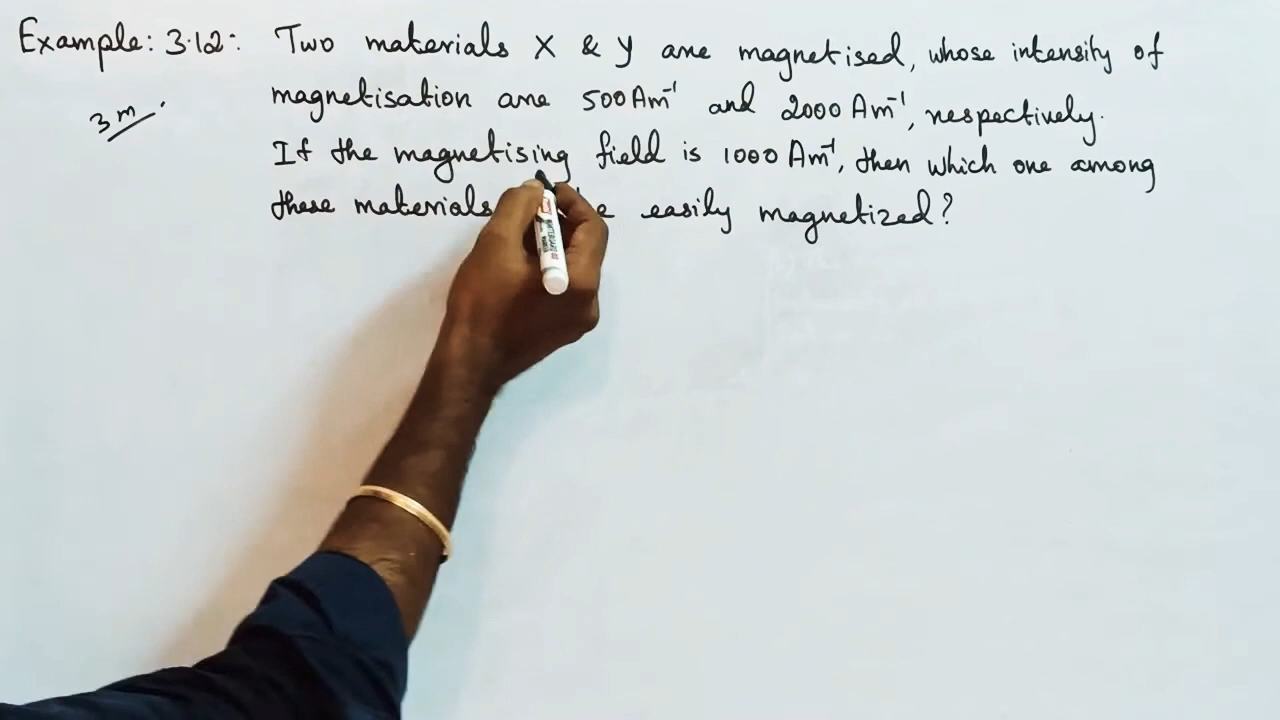 Example: 3.12: Two materials X & Y are magnetised, whose intensity of
magnetisation are 500 Am⁻¹ and 2000 Am⁻¹, respectively.
3m
If the magnetising field is 1000 Am⁻¹, then which one among
these materials easily magnetized?